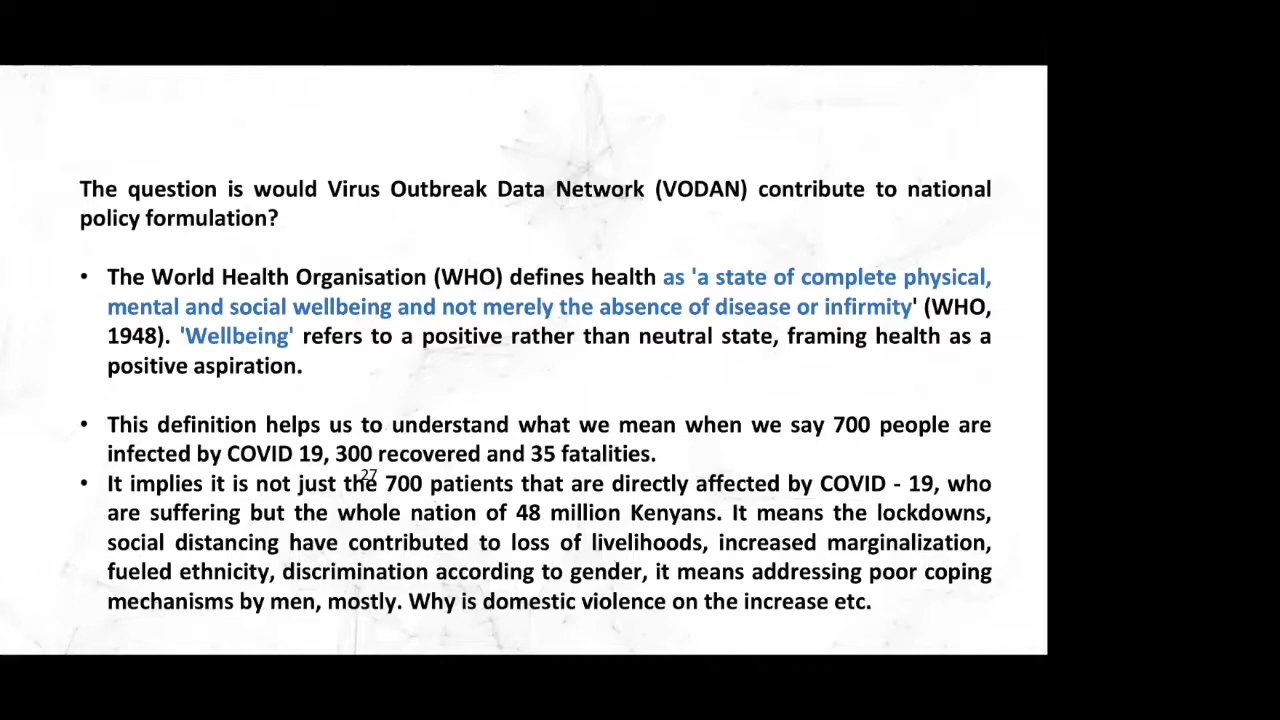 The question is would Virus Outbreak Data Network (VODAN) contribute to national
policy formulation?
• The World Health Organisation (WHO) defines health as 'a state of complete physical,
mental and social wellbeing and not merely the absence of disease or infirmity' (WHO,
1948). 'Wellbeing' refers to a positive rather than neutral state, framing health as a
positive aspiration.
• This definition helps us to understand what we mean when we say 700 people are
infected by COVID 19, 300 recovered and 35 fatalities.
27
• It implies it is not just the 700 patients that are directly affected by COVID - 19, who
are suffering but the whole nation of 48 million Kenyans. It means the lockdowns,
social distancing have contributed to loss of livelihoods, increased marginalization,
fueled ethnicity, discrimination according to gender, it means addressing poor coping
mechanisms by men, mostly. Why is domestic violence on the increase etc.